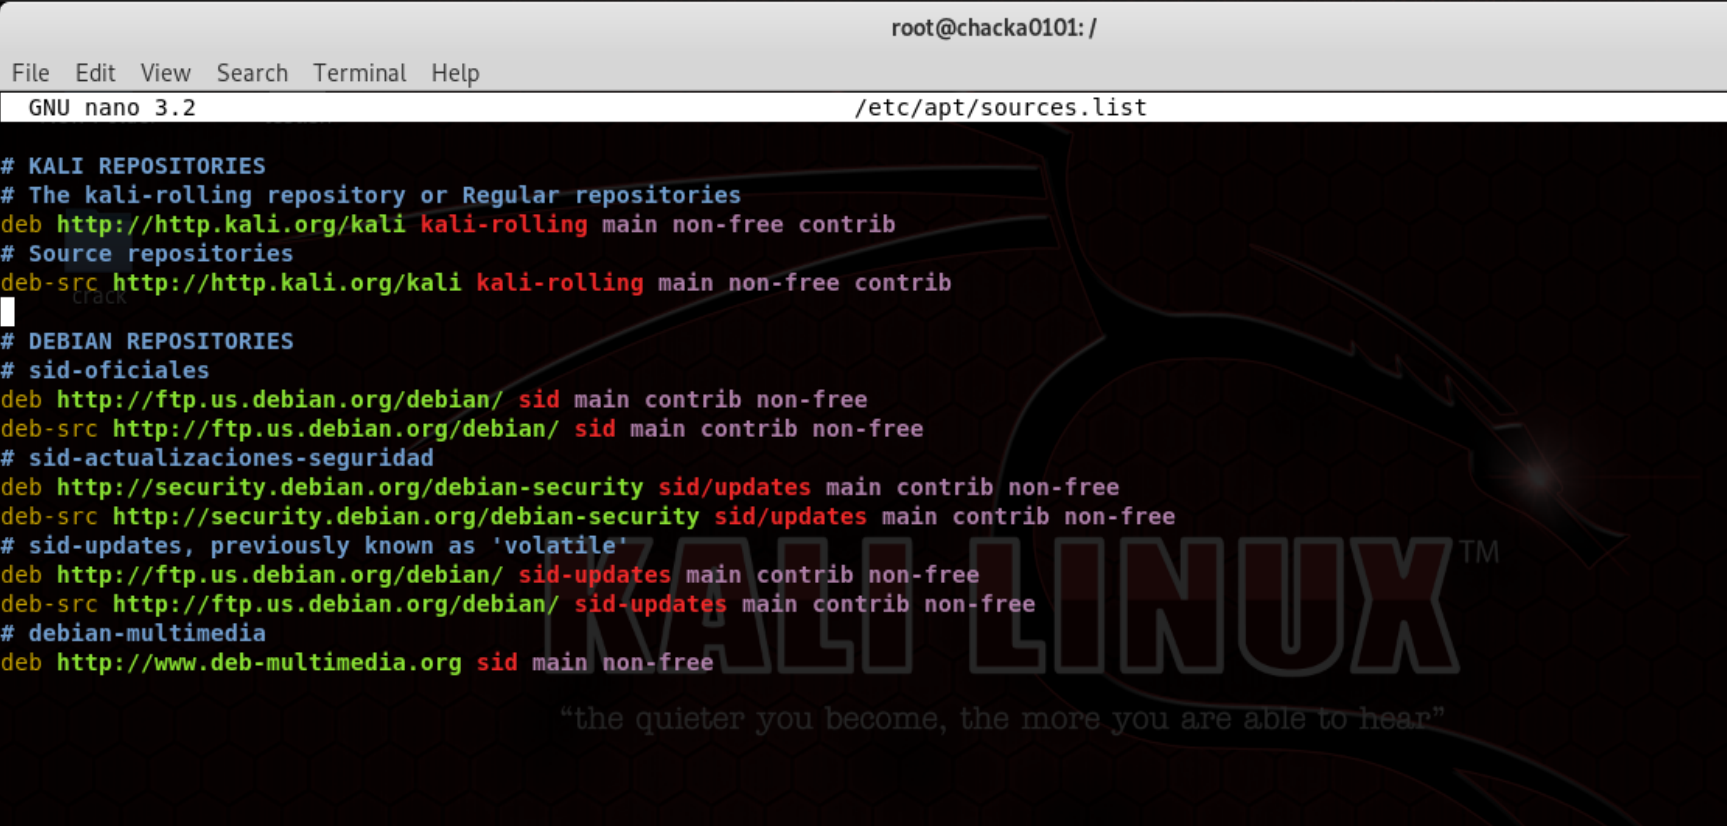 root@chacka0101: /
File Edit View Search Terminal Help
GNU nano 3.2 /etc/apt/sources.list
# KALI REPOSITORIES
# The kali-rolling repository or Regular repositories
deb http://http.kali.org/kali kali-rolling main non-free contrib
# Source repositories
deb-src http://http.kali.org/kali kali-rolling main non-free contrib
crack
# DEBIAN REPOSITORIES
# sid-oficiales
deb http://ftp.us.debian.org/debian/ sid main contrib non-free
deb-src http://ftp.us.debian.org/debian/ sid main contrib non-free
# sid-actualizaciones-seguridad
deb http://security.debian.org/debian-security sid/updates main contrib non-free
deb-src http://security.debian.org/debian-security sid/updates main contrib non-free
# sid-updates, previously known as 'volatile'
deb http://ftp.us.debian.org/debian/ sid-updates main contrib non-free
deb-src http://ftp.us.debian.org/debian/ sid-updates main contrib non-free
# debian-multimedia
deb http://www.deb-multimedia.org sid main non-free
KALI LINUX™
“the quieter you become, the more you are able to hear”